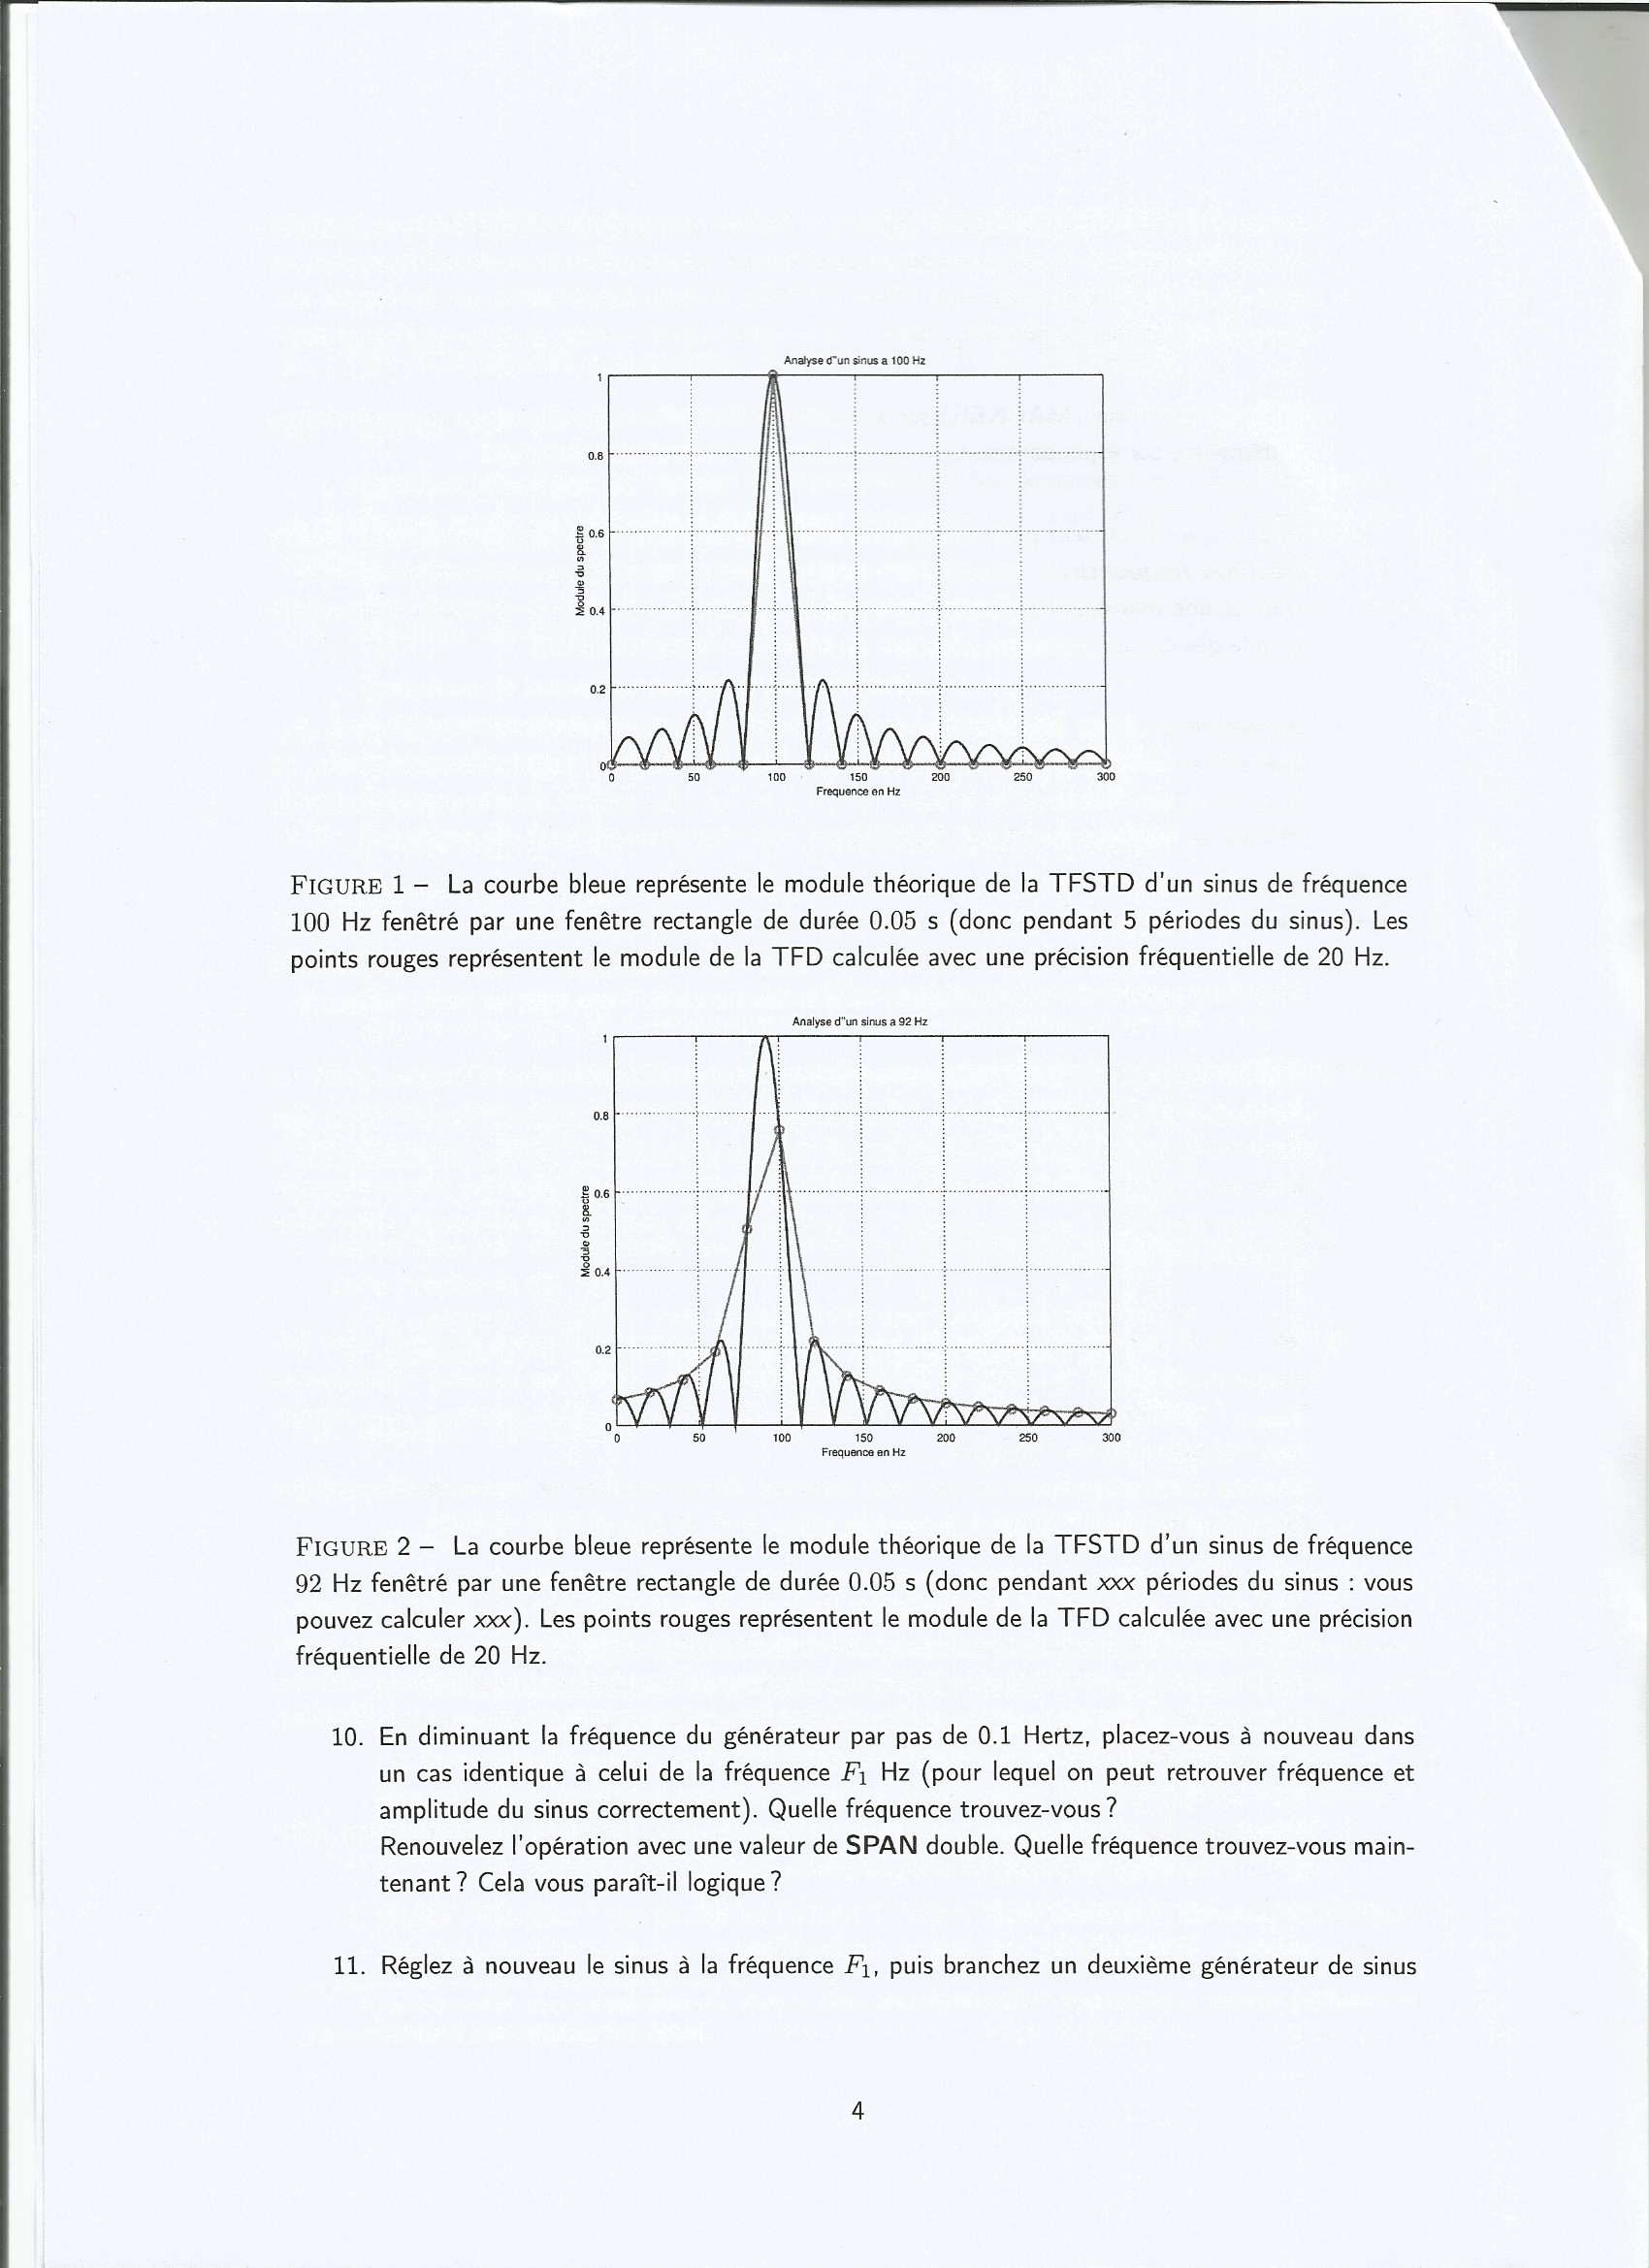 Analyse d"un sinus a 100 Hz
1
0.8
0.6
0.4
0.2
0
Module du spectre
0 50 100 150 200 250 300
Frequence en Hz
FIGURE 1 – La courbe bleue représente le module théorique de la TFSTD d'un sinus de fréquence
100 Hz fenêtré par une fenêtre rectangle de durée 0.05 s (donc pendant 5 périodes du sinus). Les
points rouges représentent le module de la TFD calculée avec une précision fréquentielle de 20 Hz.
Analyse d"un sinus a 92 Hz
1
0.8
0.6
0.4
0.2
0
Module du spectre
0 50 100 150 200 250 300
Frequence en Hz
FIGURE 2 – La courbe bleue représente le module théorique de la TFSTD d'un sinus de fréquence
92 Hz fenêtré par une fenêtre rectangle de durée 0.05 s (donc pendant xxx périodes du sinus : vous
pouvez calculer xxx). Les points rouges représentent le module de la TFD calculée avec une précision
fréquentielle de 20 Hz.
10. En diminuant la fréquence du générateur par pas de 0.1 Hertz, placez-vous à nouveau dans
un cas identique à celui de la fréquence F₁ Hz (pour lequel on peut retrouver fréquence et
amplitude du sinus correctement). Quelle fréquence trouvez-vous ?
Renouvelez l'opération avec une valeur de SPAN double. Quelle fréquence trouvez-vous main-
tenant ? Cela vous paraît-il logique ?
11. Réglez à nouveau le sinus à la fréquence F₁, puis branchez un deuxième générateur de sinus
4